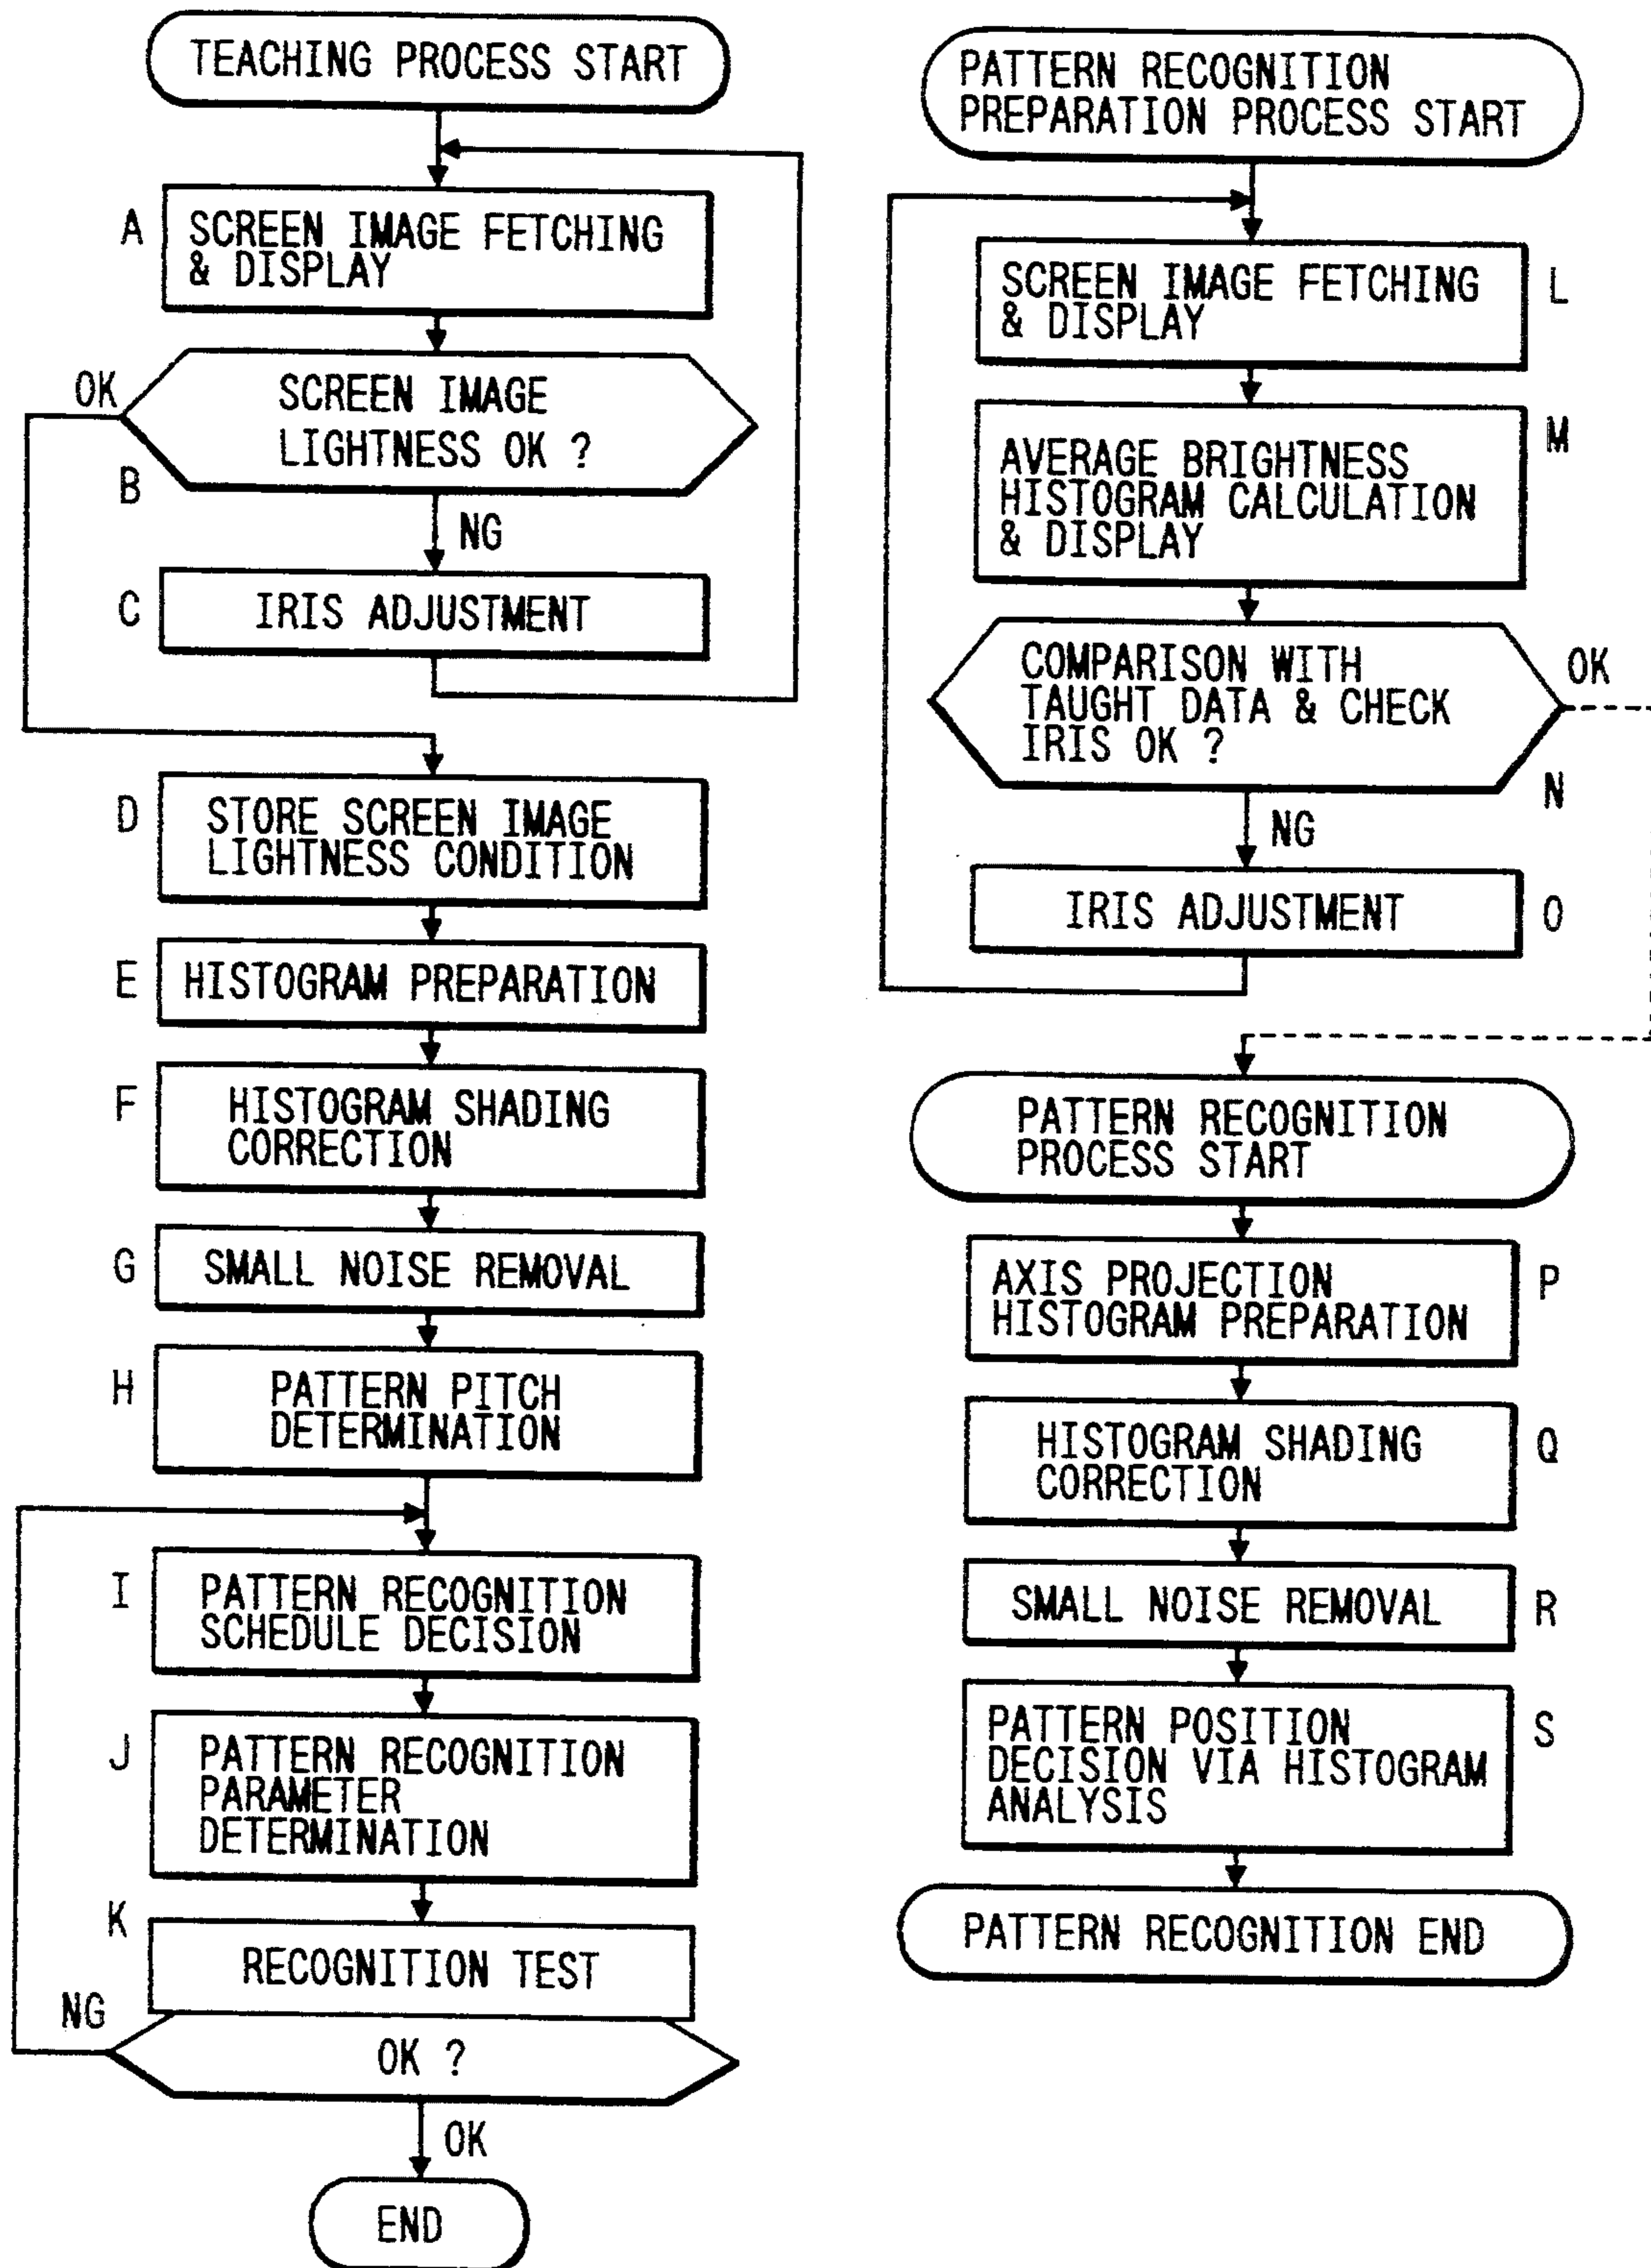 TEACHING PROCESS START
A
SCREEN IMAGE FETCHING
& DISPLAY
OK
SCREEN IMAGE
LIGHTNESS OK ?
B
NG
C
IRIS ADJUSTMENT
D
STORE SCREEN IMAGE
LIGHTNESS CONDITION
E
HISTOGRAM PREPARATION
F
HISTOGRAM SHADING
CORRECTION
G
SMALL NOISE REMOVAL
H
PATTERN PITCH
DETERMINATION
I
PATTERN RECOGNITION
SCHEDULE DECISION
J
PATTERN RECOGNITION
PARAMETER
DETERMINATION
K
RECOGNITION TEST
NG
OK ?
OK
END
PATTERN RECOGNITION
PREPARATION PROCESS START
SCREEN IMAGE FETCHING
& DISPLAY
L
M
AVERAGE BRIGHTNESS
HISTOGRAM CALCULATION
& DISPLAY
COMPARISON WITH
TAUGHT DATA & CHECK
IRIS OK ?
OK
N
NG
IRIS ADJUSTMENT
O
PATTERN RECOGNITION
PROCESS START
AXIS PROJECTION
HISTOGRAM PREPARATION
P
HISTOGRAM SHADING
CORRECTION
Q
SMALL NOISE REMOVAL
R
PATTERN POSITION
DECISION VIA HISTOGRAM
ANALYSIS
S
PATTERN RECOGNITION END